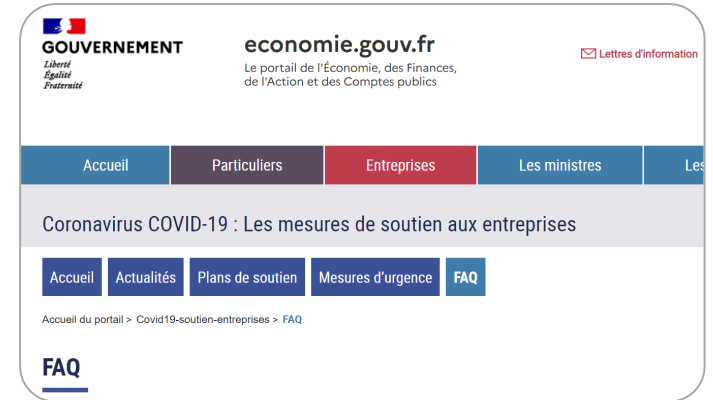 GOUVERNEMENT
Liberté
Égalité
Fraternité
economie.gouv.fr
Le portail de l'Économie, des Finances,
de l'Action et des Comptes publics
Lettres d'information
Accueil
Particuliers
Entreprises
Les ministres
Les
Coronavirus COVID-19 : Les mesures de soutien aux entreprises
Accueil
Actualités
Plans de soutien
Mesures d'urgence
FAQ
Accueil du portail > Covid19-soutien-entreprises > FAQ
FAQ